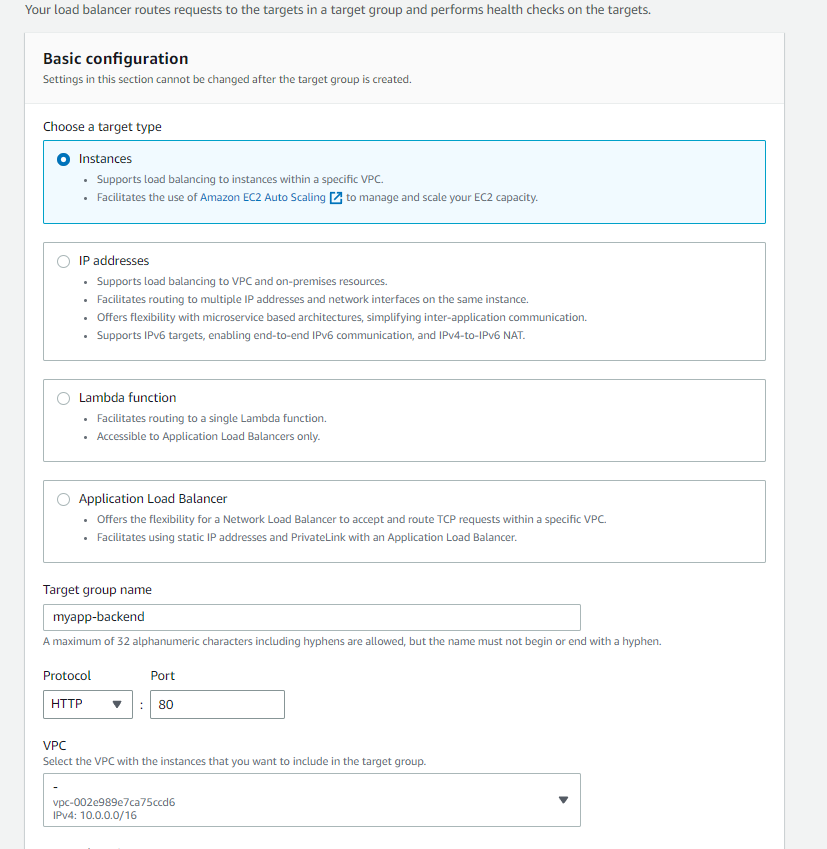 Your load balancer routes requests to the targets in a target group and performs health checks on the targets.
Basic configuration
Settings in this section cannot be changed after the target group is created.
Choose a target type
Instances
• Supports load balancing to instances within a specific VPC.
• Facilitates the use of Amazon EC2 Auto Scaling to manage and scale your EC2 capacity.
IP addresses
• Supports load balancing to VPC and on-premises resources.
• Facilitates routing to multiple IP addresses and network interfaces on the same instance.
• Offers flexibility with microservice based architectures, simplifying inter-application communication.
• Supports IPv6 targets, enabling end-to-end IPv6 communication, and IPv4-to-IPv6 NAT.
Lambda function
• Facilitates routing to a single Lambda function.
• Accessible to Application Load Balancers only.
Application Load Balancer
• Offers the flexibility for a Network Load Balancer to accept and route TCP requests within a specific VPC.
• Facilitates using static IP addresses and PrivateLink with an Application Load Balancer.
Target group name
myapp-backend
A maximum of 32 alphanumeric characters including hyphens are allowed, but the name must not begin or end with a hyphen.
Protocol Port
HTTP : 80
VPC
Select the VPC with the instances that you want to include in the target group.
-
vpc-002e989e7ca75ccd6
IPv4: 10.0.0.0/16